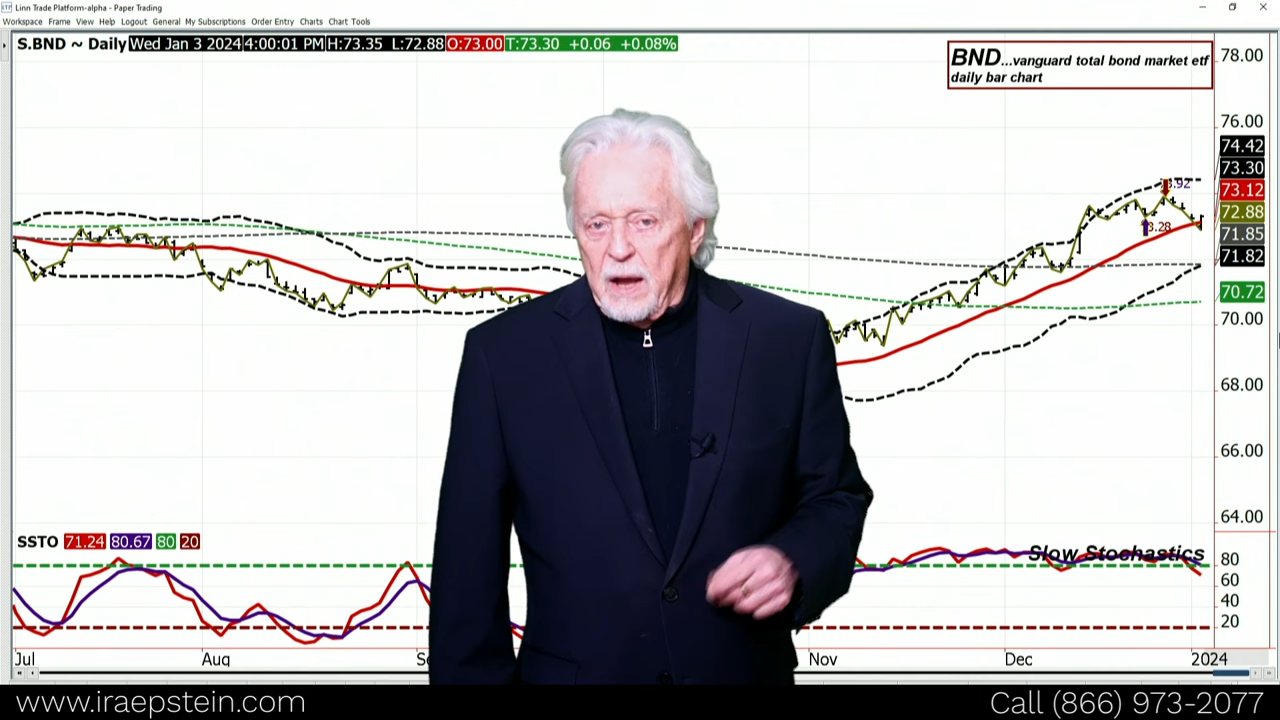 Linn Trade Platform-alpha - Paper Trading
Workspace Frame View Help Logout General My Subscriptions Order Entry Charts Chart Tools
S.BND ~ Daily Wed Jan 3 2024 4:00:01 PM H:73.35 L:72.88 O:73.00 T:73.30 +0.06 +0.08%
BND...vanguard total bond market etf
daily bar chart
78.00
76.00
74.42
73.30
73.12
72.88
71.85
71.82
70.72
70.00
68.00
66.00
64.00
3.92
3.28
SSTO 71.24 80.67 80 20
Slow Stochastics
80
60
40
20
Jul Aug Nov Dec 2024
www.iraepstein.com Call (866) 973-2077